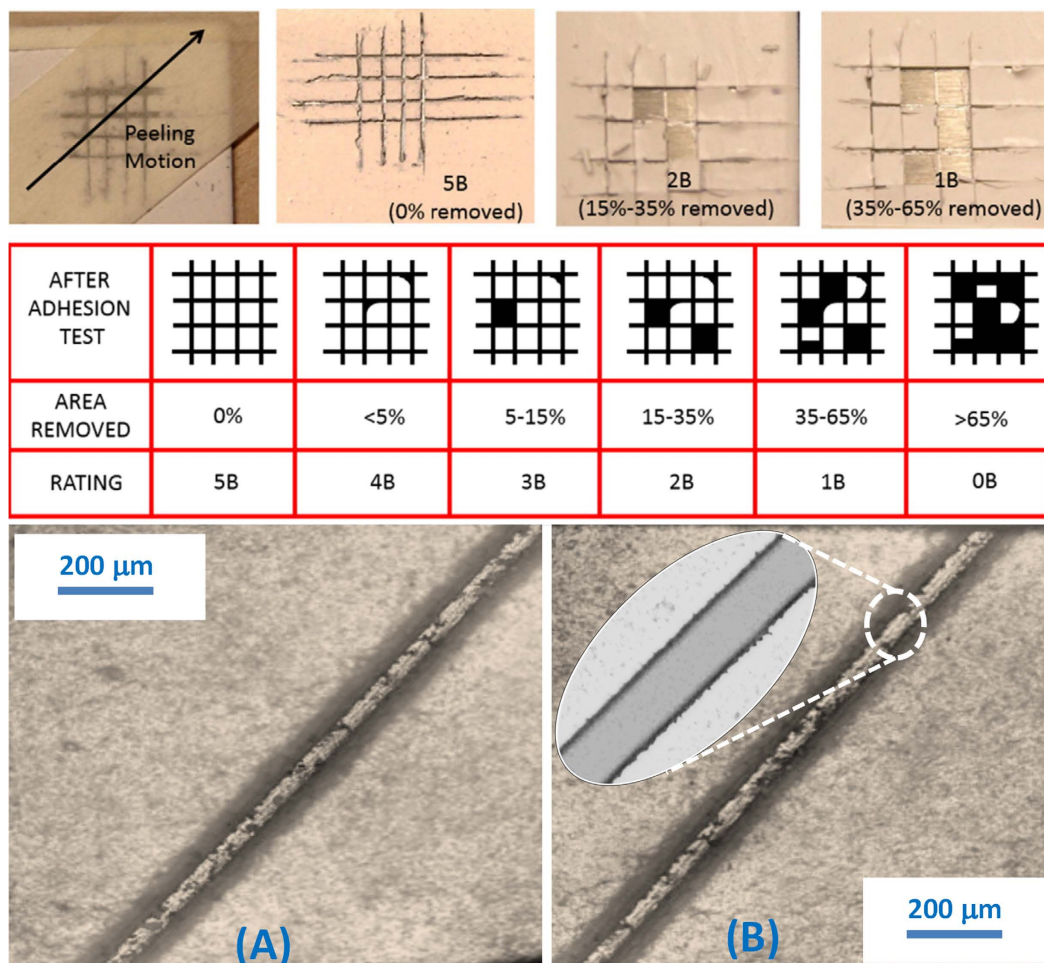 Peeling
Motion
5B
(0% removed)
2B
(15%-35% removed)
1B
(35%-65% removed)
AFTER
ADHESION
TEST
AREA
REMOVED
0%
<5%
5-15%
15-35%
35-65%
>65%
RATING
5B
4B
3B
2B
1B
0B
200 µm
(A)
(B)
200 µm